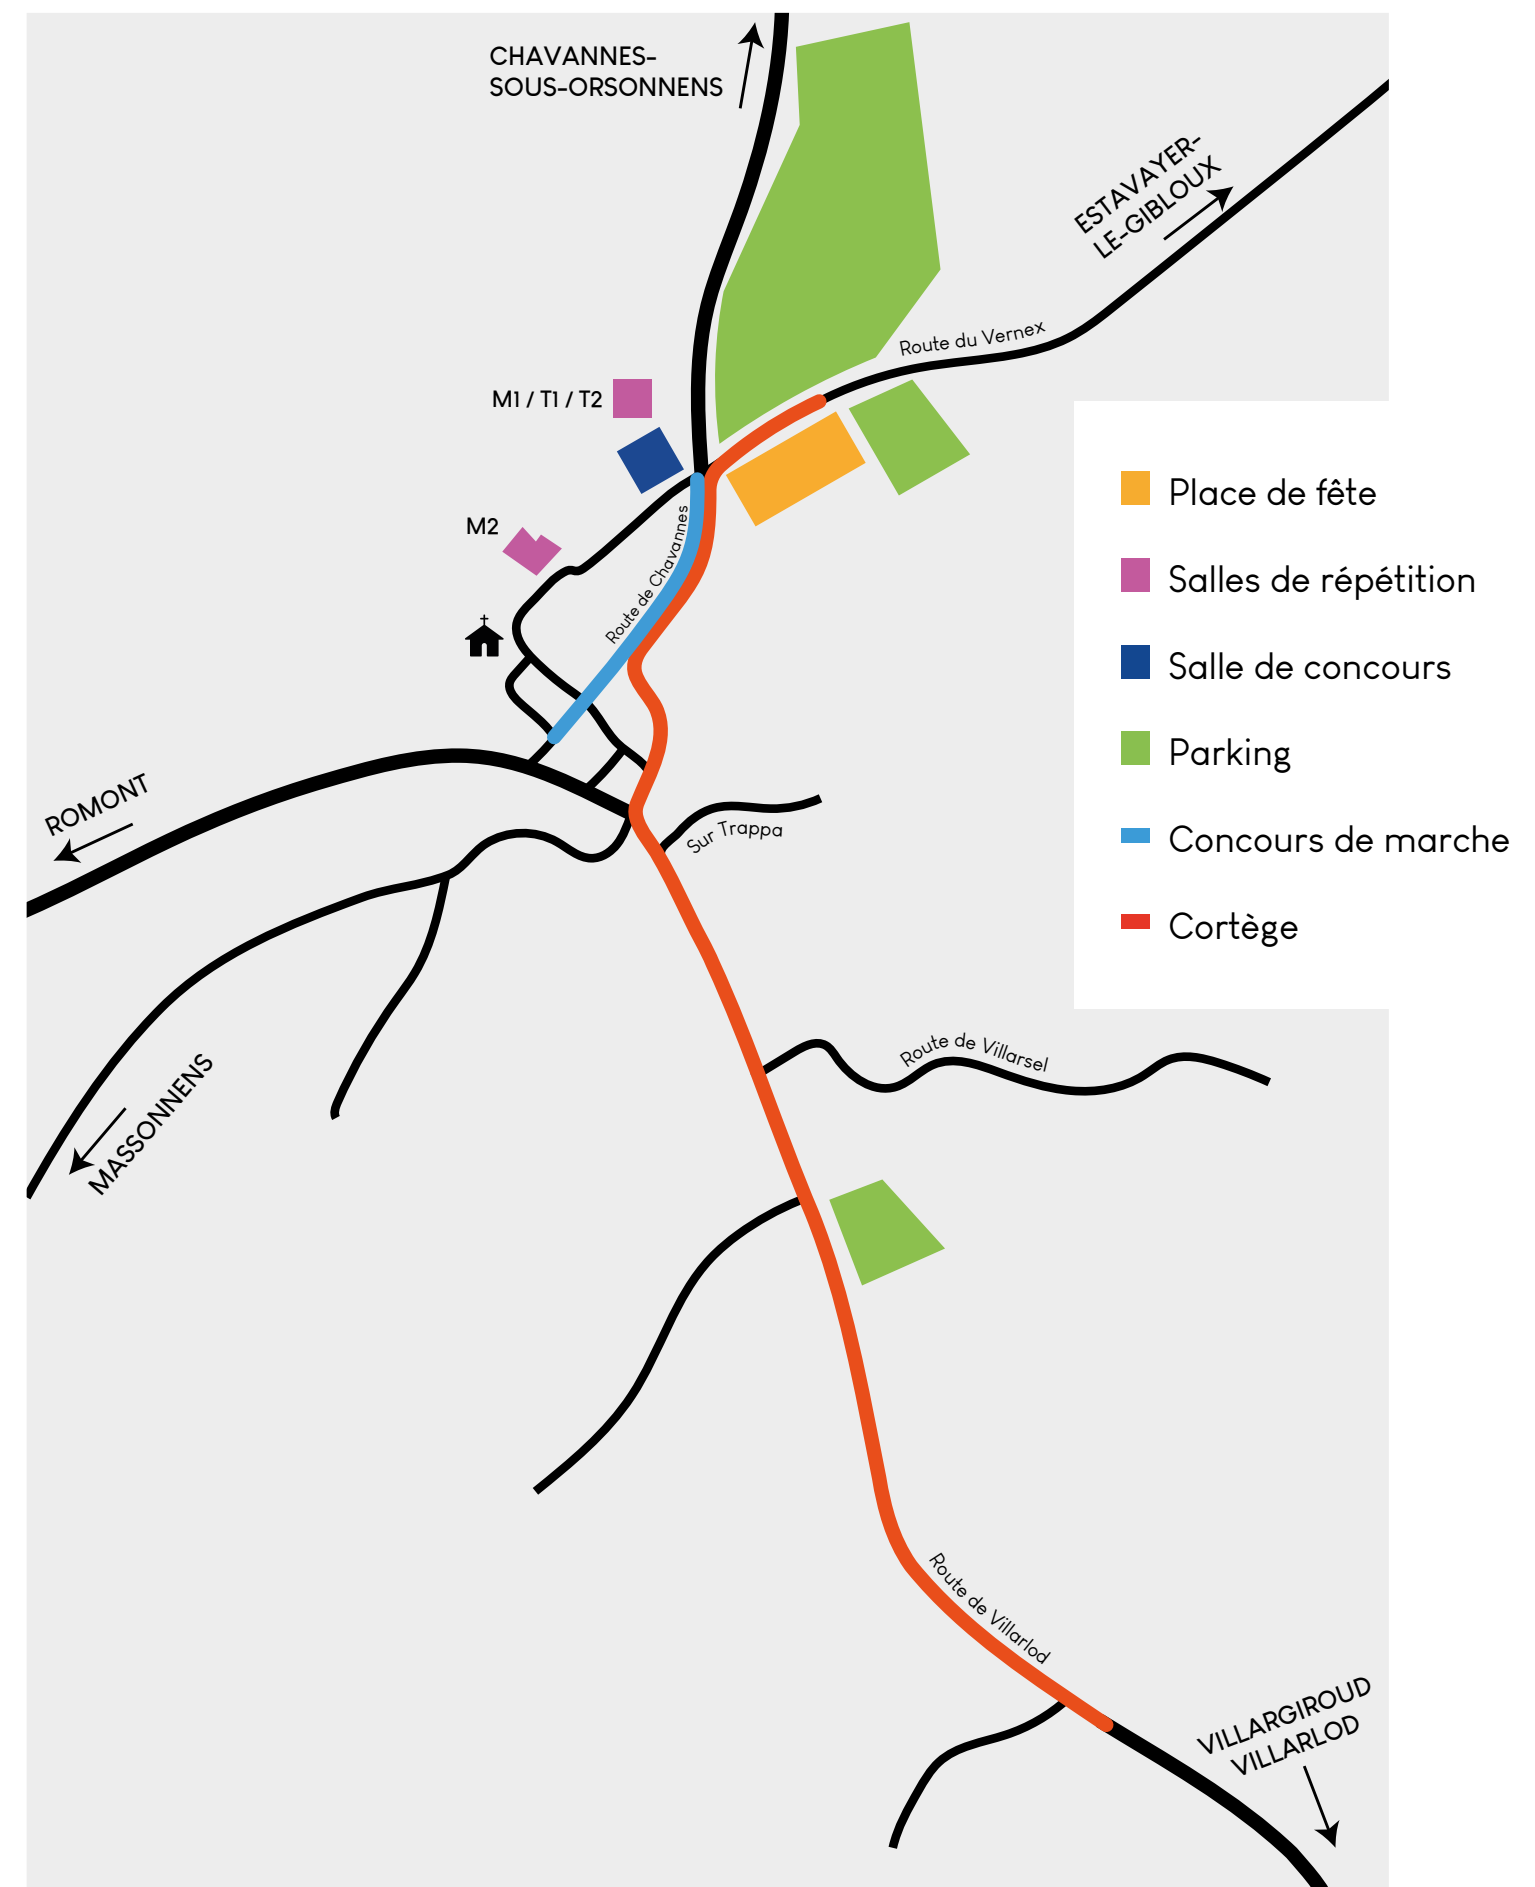 CHAVANNES-
SOUS-ORSONNENS
ESTAVAYER-
LE-GIBLOUX
Route du Vernex
M1 / T1 / T2
M2
Route de Chavannes
Place de fête
Salles de répétition
Salle de concours
Parking
Concours de marche
Cortège
ROMONT
Sur Trappa
MASSONNENS
Route de Villarsel
Route de Villarlod
VILLARGIROUD
VILLARLOD